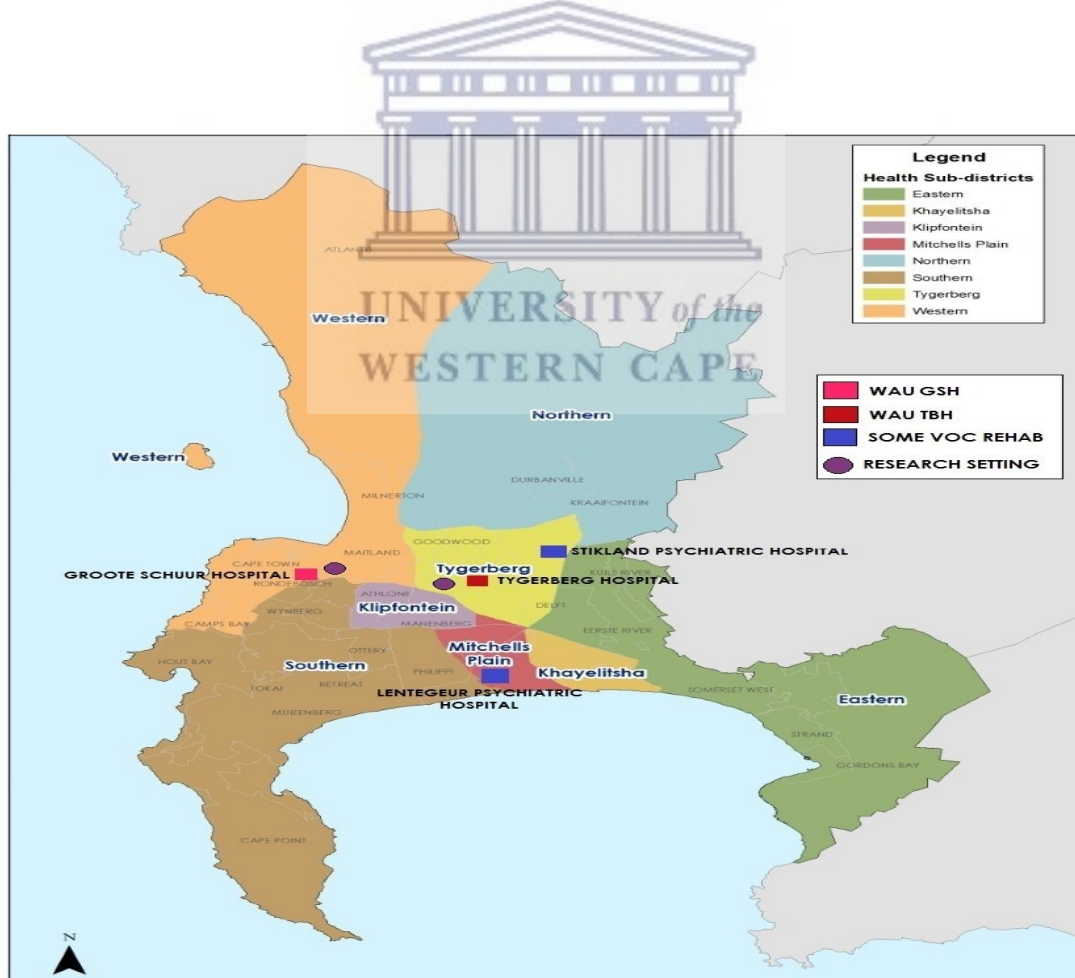 UNIVERSITY of the
WESTERN CAPE
Legend
Health Sub-districts
Eastern
Khayelitsha
Klipfontein
Mitchells Plain
Northern
Southern
Tygerberg
Western
WAU GSH
WAU TBH
SOME VOC REHAB
RESEARCH SETTING
ATLANTIS
Western
Northern
Western
DURBANVILLE
MILNERTON
KRAAIFONTEIN
GOODWOOD
MAITLAND
STIKLAND PSYCHIATRIC HOSPITAL
CAPE TOWN
Tygerberg
KUILS RIVER
GROOTE SCHUUR HOSPITAL
TYGERBERG HOSPITAL
RONDEBOSCH
ATHLONE
Klipfontein
DELFT
WYNBERG
CAMPS BAY
MANENBERG
EERSTE RIVER
HOUT BAY
OTTERY
Mitchells
Plain
Southern
PHILIPPI
Khayelitsha
TOKAI
RETREAT
LENTEGEUR PSYCHIATRIC
HOSPITAL
SOMERSET WEST
Eastern
MUIZENBERG
STRAND
GORDONS BAY
CAPE POINT
N